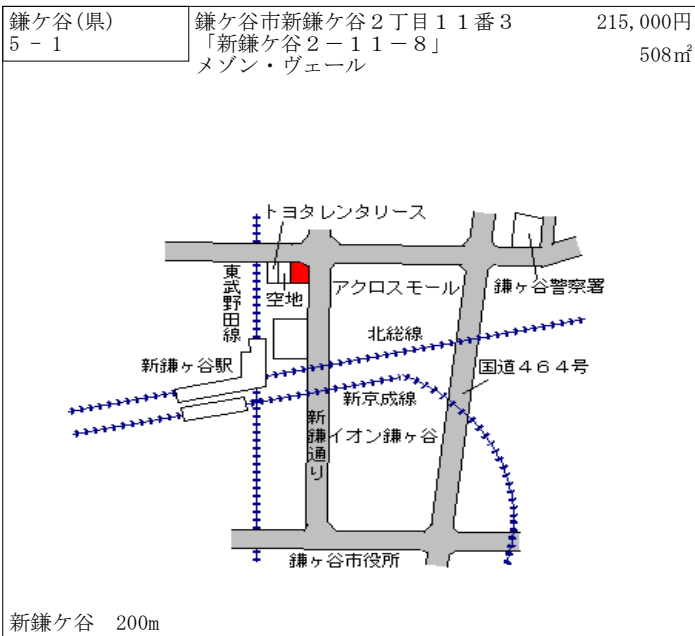 鎌ケ谷(県)
5 - 1
鎌ケ谷市新鎌ケ谷２丁目１１番３
「新鎌ケ谷２－１１－８」
メゾン・ヴェール
215,000円
508㎡
トヨタレンタリース
東武野田線
空地
アクロスモール
鎌ヶ谷警察署
北総線
新鎌ヶ谷駅
国道４６４号
新京成線
新鎌通り
イオン鎌ヶ谷
鎌ヶ谷市役所
新鎌ケ谷　200m